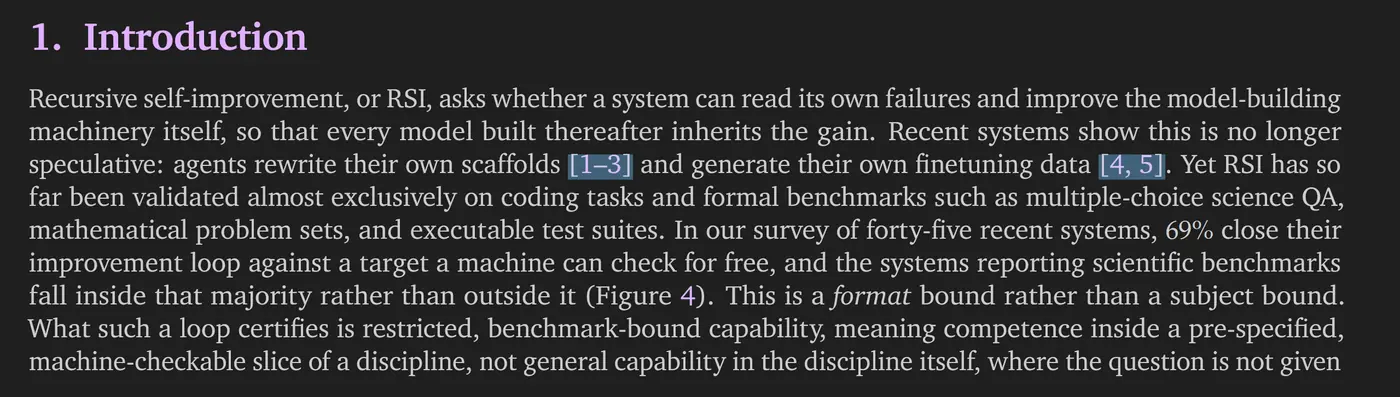 1. Introduction
Recursive self-improvement, or RSI, asks whether a system can read its own failures and improve the model-building
machinery itself, so that every model built thereafter inherits the gain. Recent systems show this is no longer
speculative: agents rewrite their own scaffolds [1–3] and generate their own finetuning data [4, 5]. Yet RSI has so
far been validated almost exclusively on coding tasks and formal benchmarks such as multiple-choice science QA,
mathematical problem sets, and executable test suites. In our survey of forty-five recent systems, 69% close their
improvement loop against a target a machine can check for free, and the systems reporting scientific benchmarks
fall inside that majority rather than outside it (Figure 4). This is a format bound rather than a subject bound.
What such a loop certifies is restricted, benchmark-bound capability, meaning competence inside a pre-specified,
machine-checkable slice of a discipline, not general capability in the discipline itself, where the question is not given